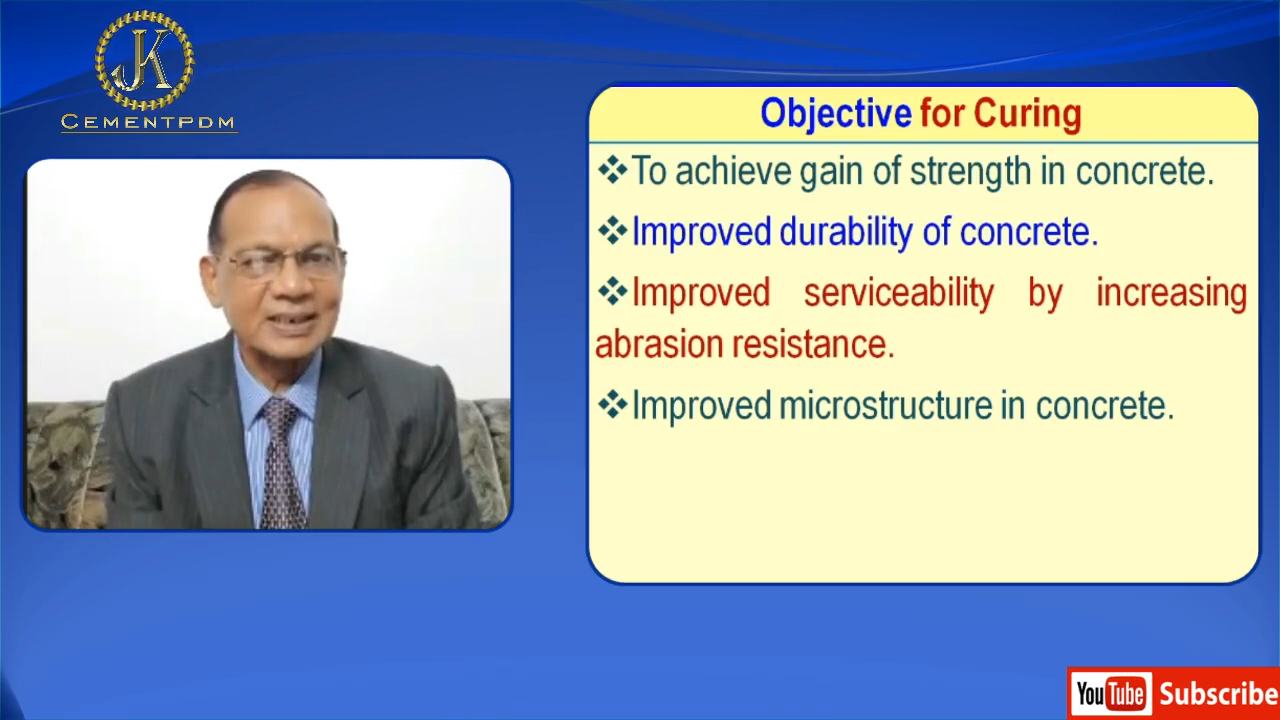 JK
CEMENTPDM
Objective for Curing
❖To achieve gain of strength in concrete.
❖Improved durability of concrete.
❖Improved serviceability by increasing
abrasion resistance.
❖Improved microstructure in concrete.
YouTube Subscribe